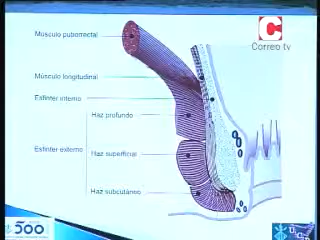 Músculo puborrectal
Correo tv
Músculo longitudinal
Esfínter interno
Haz profundo
Esfínter externo
Haz superficial
Haz subcutáneo
500